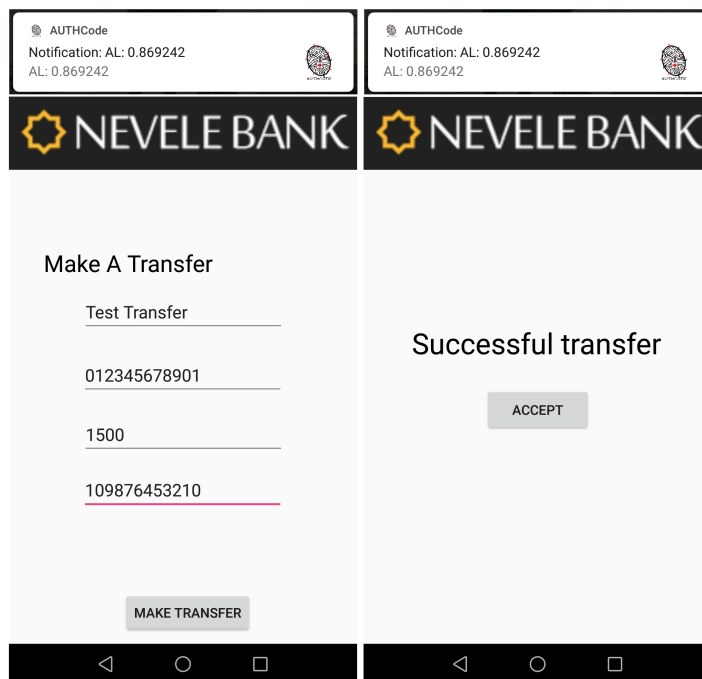 AUTHCode
Notification: AL: 0.869242
AL: 0.869242
NEVELE BANK
Make A Transfer
Test Transfer
012345678901
1500
109876453210
MAKE TRANSFER
AUTHCode
Notification: AL: 0.869242
AL: 0.869242
NEVELE BANK
Successful transfer
ACCEPT